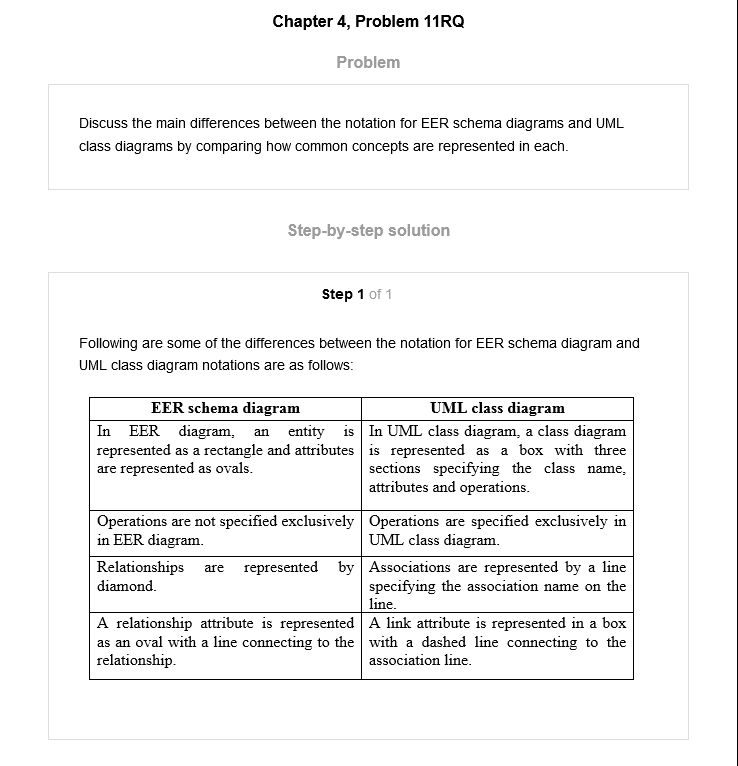 Chapter 4, Problem 11RQ
Problem
Discuss the main differences between the notation for EER schema diagrams and UML
class diagrams by comparing how common concepts are represented in each.
Step-by-step solution
Step 1 of 1
Following are some of the differences between the notation for EER schema diagram and
UML class diagram notations are as follows:
EER schema diagram
UML class diagram
In EER diagram, an entity is
represented as a rectangle and attributes
are represented as ovals.
In UML class diagram, a class diagram
is represented as a box with three
sections specifying the class name,
attributes and operations.
Operations are not specified exclusively
in EER diagram.
Operations are specified exclusively in
UML class diagram.
Relationships are represented by
diamond.
Associations are represented by a line
specifying the association name on the
line.
A relationship attribute is represented
as an oval with a line connecting to the
relationship.
A link attribute is represented in a box
with a dashed line connecting to the
association line.